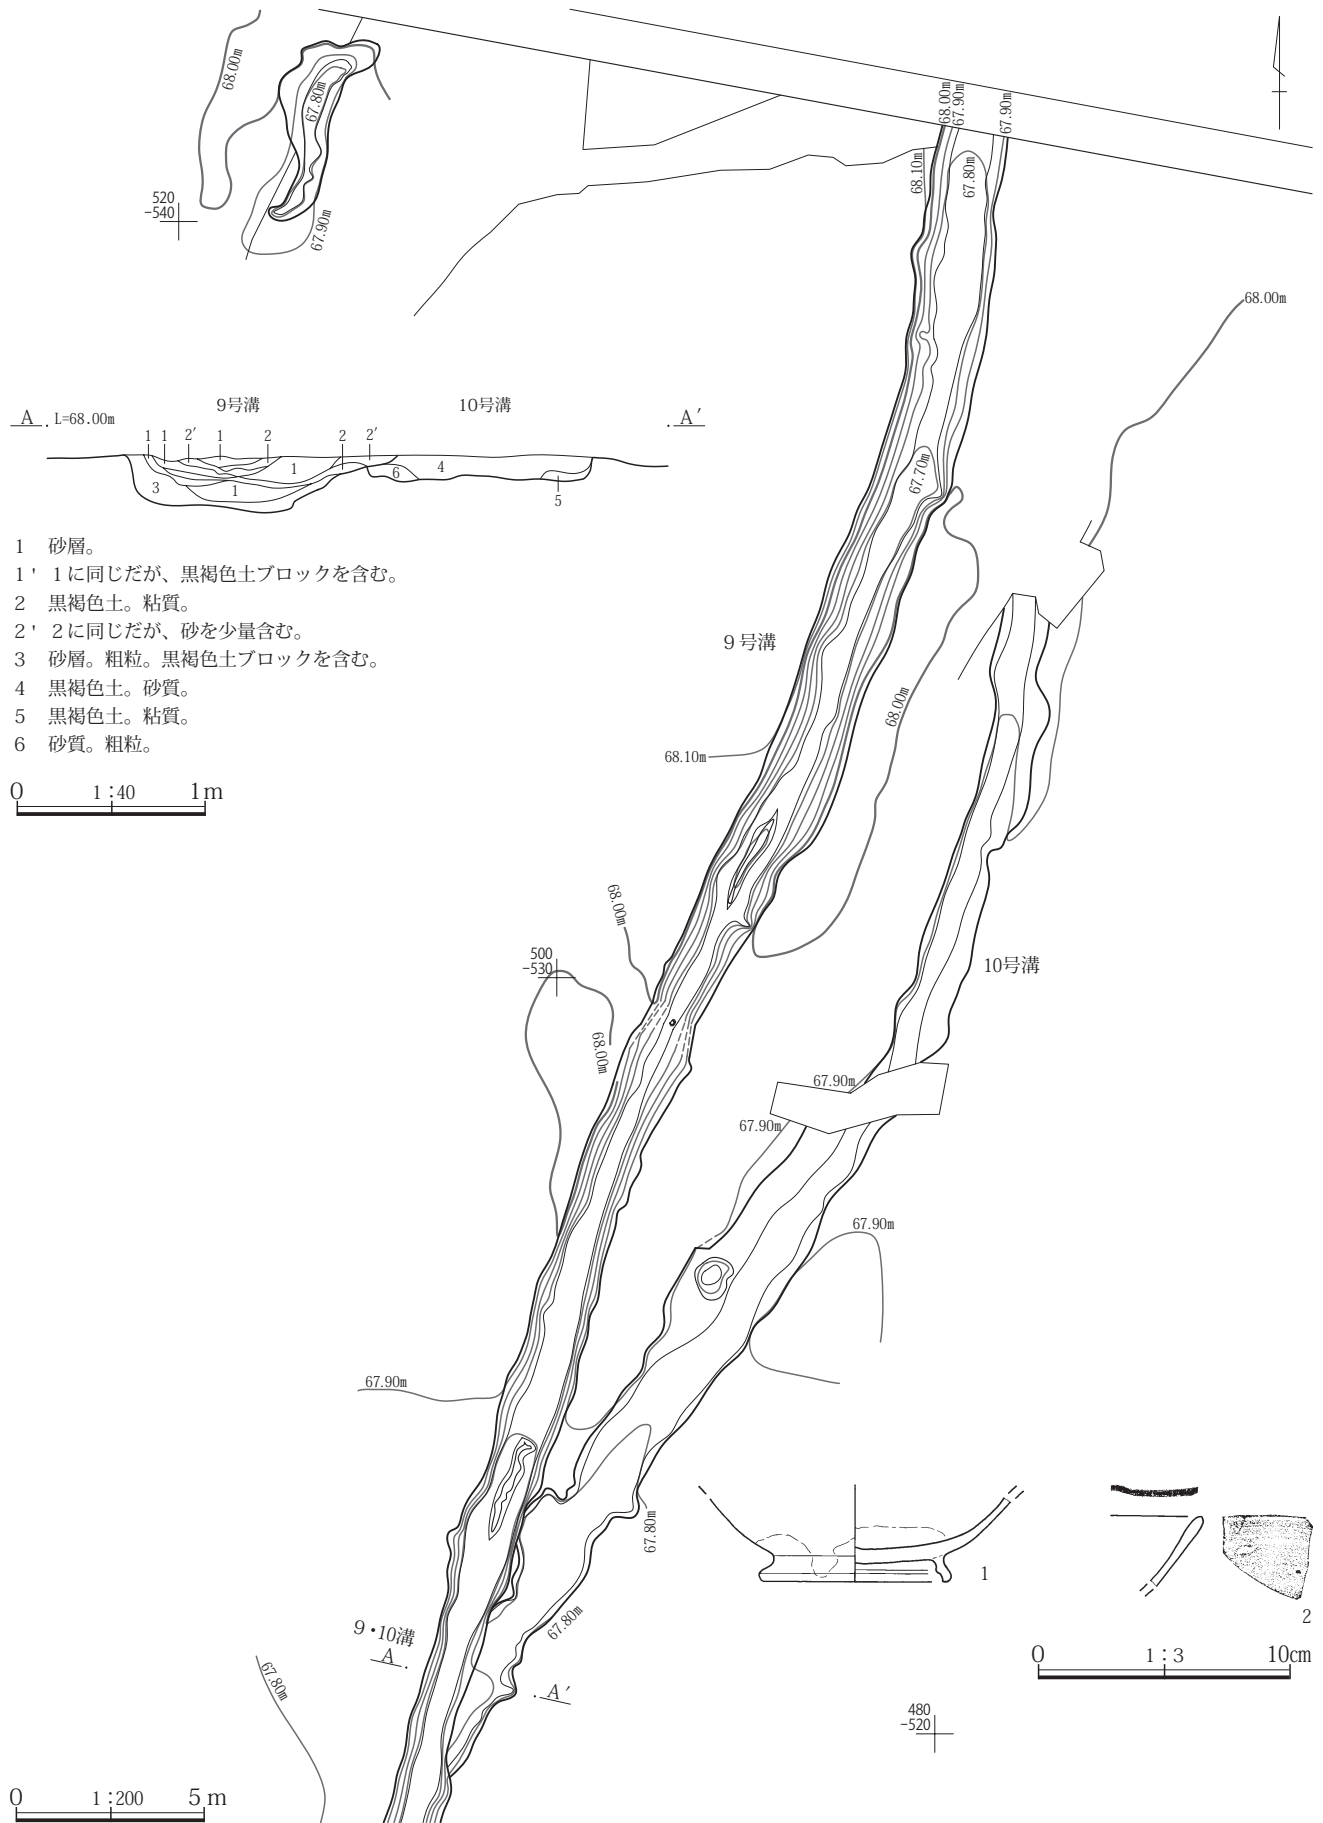 68.00m
67.80m
67.90m
520
-540
68.00m
67.90m
67.90m
68.10m
67.80m
68.00m
9号溝
10号溝
A . L=68.00m
. A′
1 1 2′ 1 2 2 2′
1
3
1
6
4
5
1 砂層。
1' 1に同じだが、黒褐色土ブロックを含む。
2 黒褐色土。粘質。
2' 2に同じだが、砂を少量含む。
3 砂層。粗粒。黒褐色土ブロックを含む。
4 黒褐色土。砂質。
5 黒褐色土。粘質。
6 砂質。粗粒。
0 1:40 1m
67.70m
9号溝
68.00m
68.10m
68.00m
500
-530
10号溝
68.00m
67.90m
67.90m
67.90m
67.90m
67.80m
1
2
9・10溝
A .
67.80m
. A′
67.80m
0 1:3 10cm
480
-520
0 1:200 5m